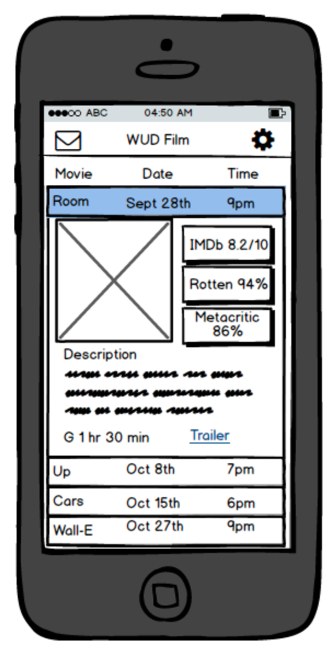 ABC 04:50 AM
WUD Film
Movie Date Time
Room Sept 28th 9pm
IMDb 8.2/10
Rotten 94%
Metacritic
86%
Description
G 1 hr 30 min Trailer
Up Oct 8th 7pm
Cars Oct 15th 6pm
Wall-E Oct 27th 9pm